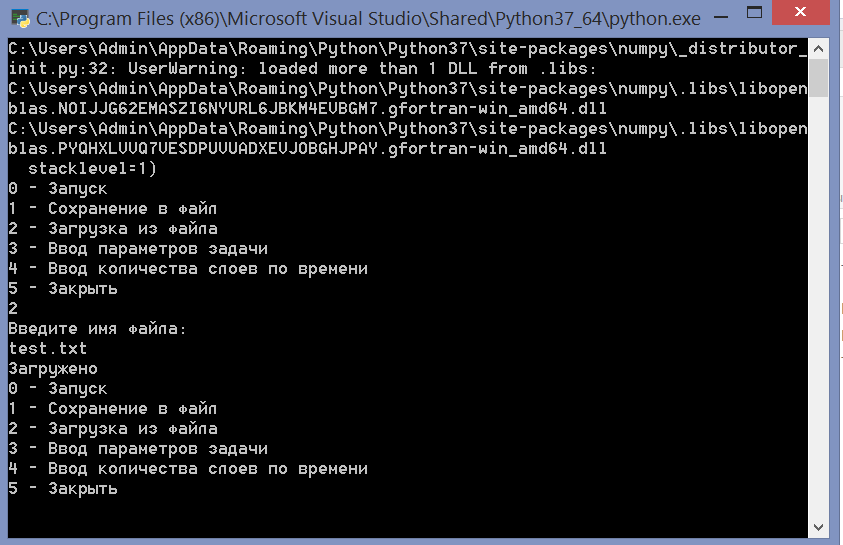 C:\Program Files (x86)\Microsoft Visual Studio\Shared\Python37_64\python.exe
C:\Users\Admin\AppData\Roaming\Python\Python37\site-packages\numpy\_distributor_
init.py:32: UserWarning: loaded more than 1 DLL from .libs:
C:\Users\Admin\AppData\Roaming\Python\Python37\site-packages\numpy\.libs\libopen
blas.NOIJJG62EMASZI6NYURL6JBKM4EVBGM7.gfortran-win_amd64.dll
C:\Users\Admin\AppData\Roaming\Python\Python37\site-packages\numpy\.libs\libopen
blas.PYQHXLVVQ7VESDPUVUADXEVJOBGHJPAY.gfortran-win_amd64.dll
  stacklevel=1)
0 - Запуск
1 - Сохранение в файл
2 - Загрузка из файла
3 - Ввод параметров задачи
4 - Ввод количества слоев по времени
5 - Закрыть
2
Введите имя файла:
test.txt
Загружено
0 - Запуск
1 - Сохранение в файл
2 - Загрузка из файла
3 - Ввод параметров задачи
4 - Ввод количества слоев по времени
5 - Закрыть